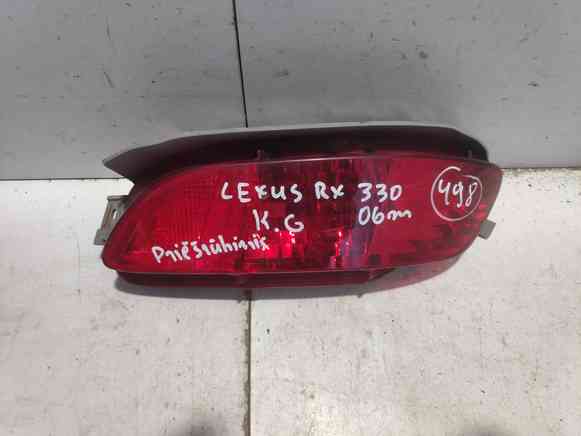 LEXUS RX 330
498
K.G 06m
Priešrūkinis